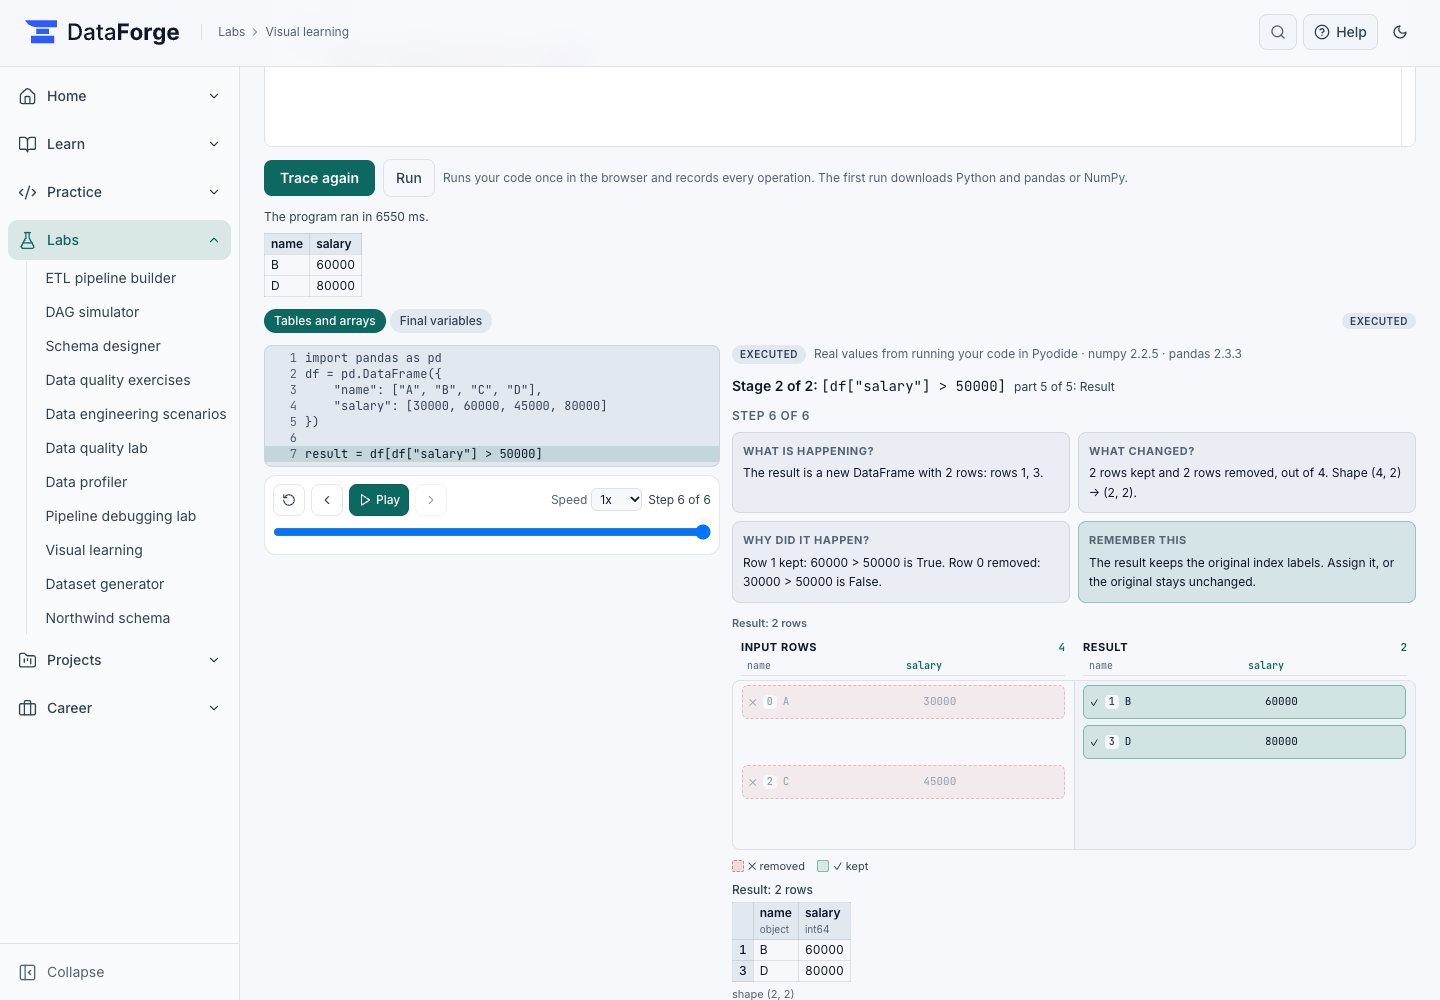 DataForge
Labs > Visual learning
Help
Home
Learn
Practice
Labs
ETL pipeline builder
DAG simulator
Schema designer
Data quality exercises
Data engineering scenarios
Data quality lab
Data profiler
Pipeline debugging lab
Visual learning
Dataset generator
Northwind schema
Projects
Career
Collapse
Trace again
Run
Runs your code once in the browser and records every operation. The first run downloads Python and pandas or NumPy.
The program ran in 6550 ms.
name salary
B 60000
D 80000
Tables and arrays
Final variables
EXECUTED
1 import pandas as pd
2 df = pd.DataFrame({
3     "name": ["A", "B", "C", "D"],
4     "salary": [30000, 60000, 45000, 80000]
5 })
6
7 result = df[df["salary"] > 50000]
Play
Speed 1x Step 6 of 6
EXECUTED Real values from running your code in Pyodide · numpy 2.2.5 · pandas 2.3.3
Stage 2 of 2: [df["salary"] > 50000] part 5 of 5: Result
STEP 6 OF 6
WHAT IS HAPPENING?
The result is a new DataFrame with 2 rows: rows 1, 3.
WHAT CHANGED?
2 rows kept and 2 rows removed, out of 4. Shape (4, 2)
→ (2, 2).
WHY DID IT HAPPEN?
Row 1 kept: 60000 > 50000 is True. Row 0 removed:
30000 > 50000 is False.
REMEMBER THIS
The result keeps the original index labels. Assign it, or
the original stays unchanged.
Result: 2 rows
INPUT ROWS 4
name salary
× 0 A 30000
× 2 C 45000
RESULT 2
name salary
✓ 1 B 60000
✓ 3 D 80000
× removed ✓ kept
Result: 2 rows
name salary
object int64
1 B 60000
3 D 80000
shape (2, 2)